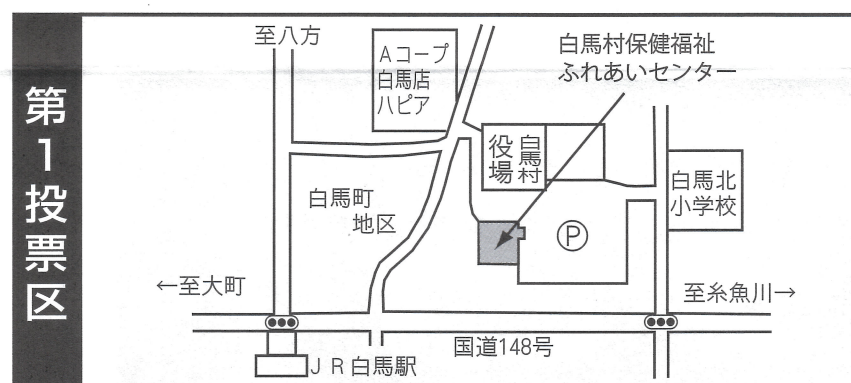 第1投票区
至八方
Aコープ
白馬店
ハピア
白馬村保健福祉
ふれあいセンター
白馬村
役場
白馬北
小学校
白馬町
地区
Ⓟ
←至大町
至糸魚川→
国道148号
JR白馬駅